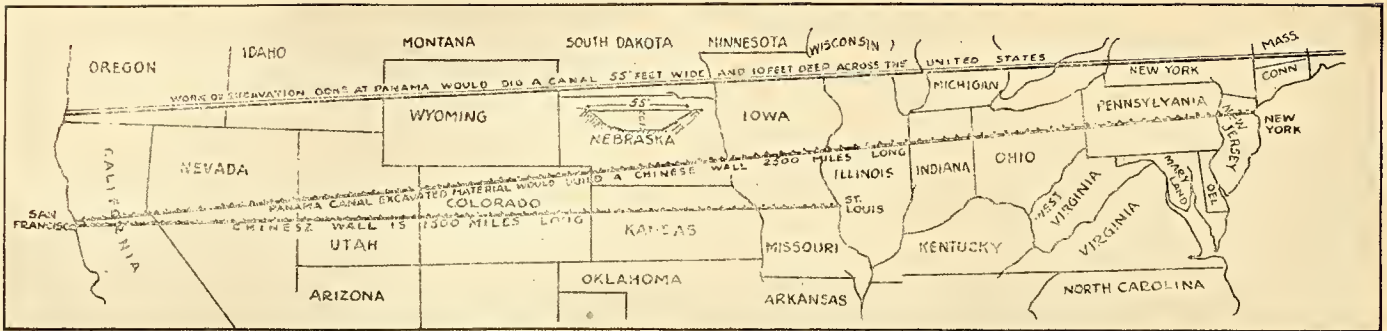 OREGON
IDAHO
MONTANA
SOUTH DAKOTA
MINNESOTA
WISCONSIN
MASS.
CONN
NEW YORK
MICHIGAN
WORK OF EXCAVATION DONE AT PANAMA WOULD DIG A CANAL 55 FEET WIDE AND 10 FEET DEEP ACROSS THE UNITED STATES
WYOMING
55'
NEBRASKA
IOWA
PENNSYLVANIA
NEW JERSEY
NEW YORK
CALIFORNIA
NEVADA
PANAMA CANAL EXCAVATED MATERIAL WOULD BUILD A CHINESE WALL 2500 MILES LONG
ILLINOIS
INDIANA
OHIO
MARYLAND
DEL
COLORADO
ST. LOUIS
WEST VIRGINIA
SAN FRANCISCO
CHINESE WALL IS 1500 MILES LONG
UTAH
KANSAS
MISSOURI
KENTUCKY
VIRGINIA
ARIZONA
OKLAHOMA
ARKANSAS
NORTH CAROLINA